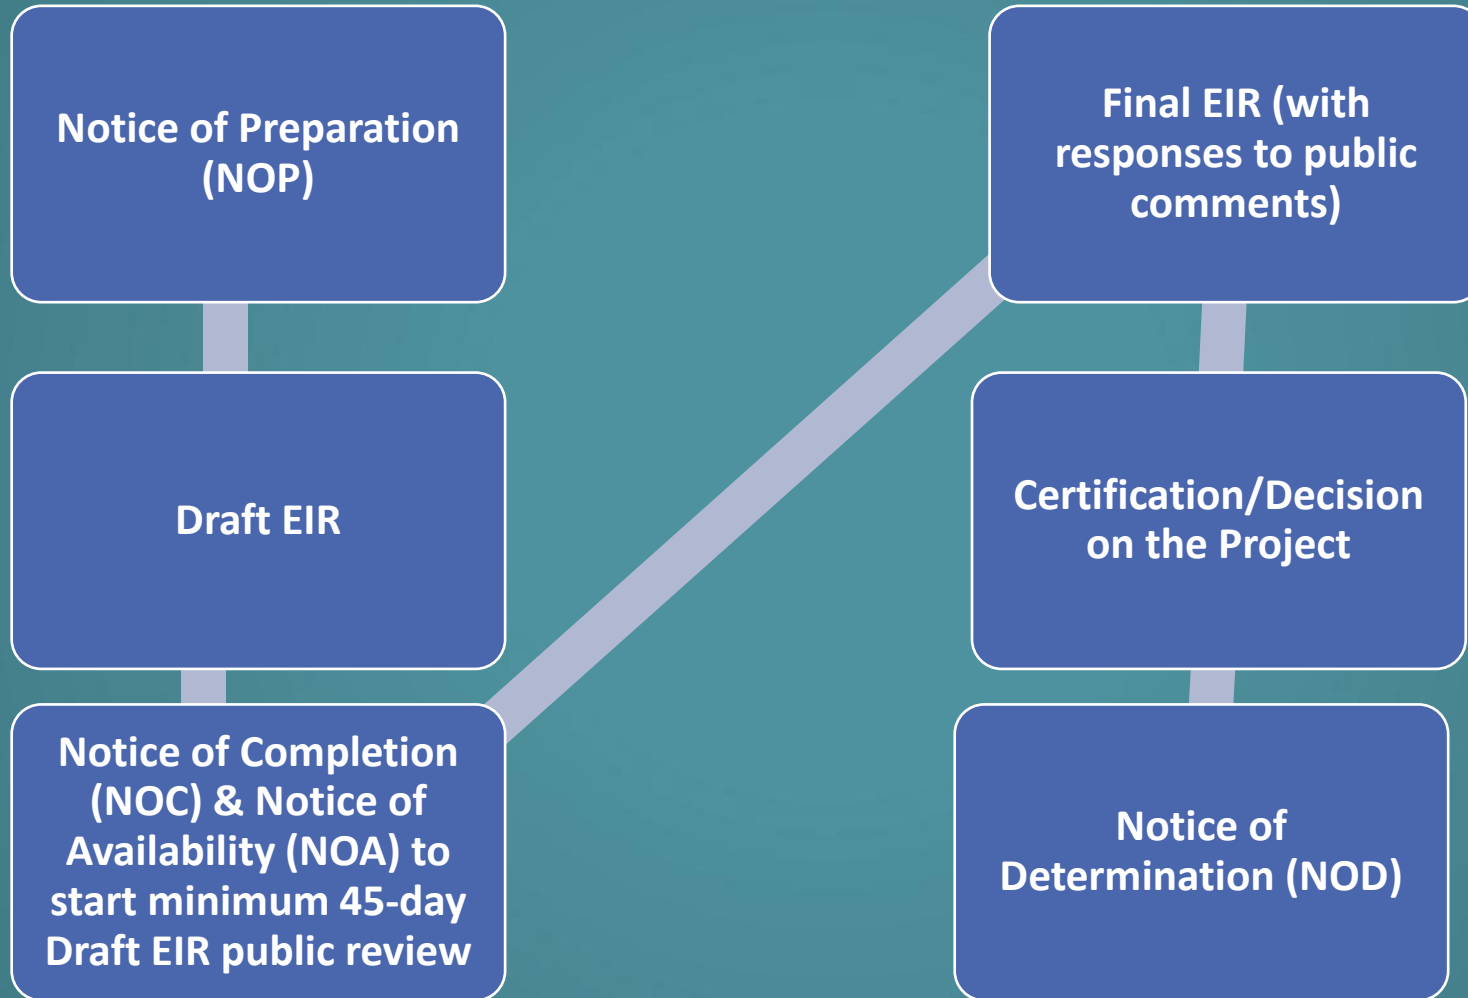 Notice of Preparation
(NOP)
Draft EIR
Notice of Completion
(NOC) & Notice of
Availability (NOA) to
start minimum 45-day
Draft EIR public review
Final EIR (with
responses to public
comments)
Certification/Decision
on the Project
Notice of
Determination (NOD)